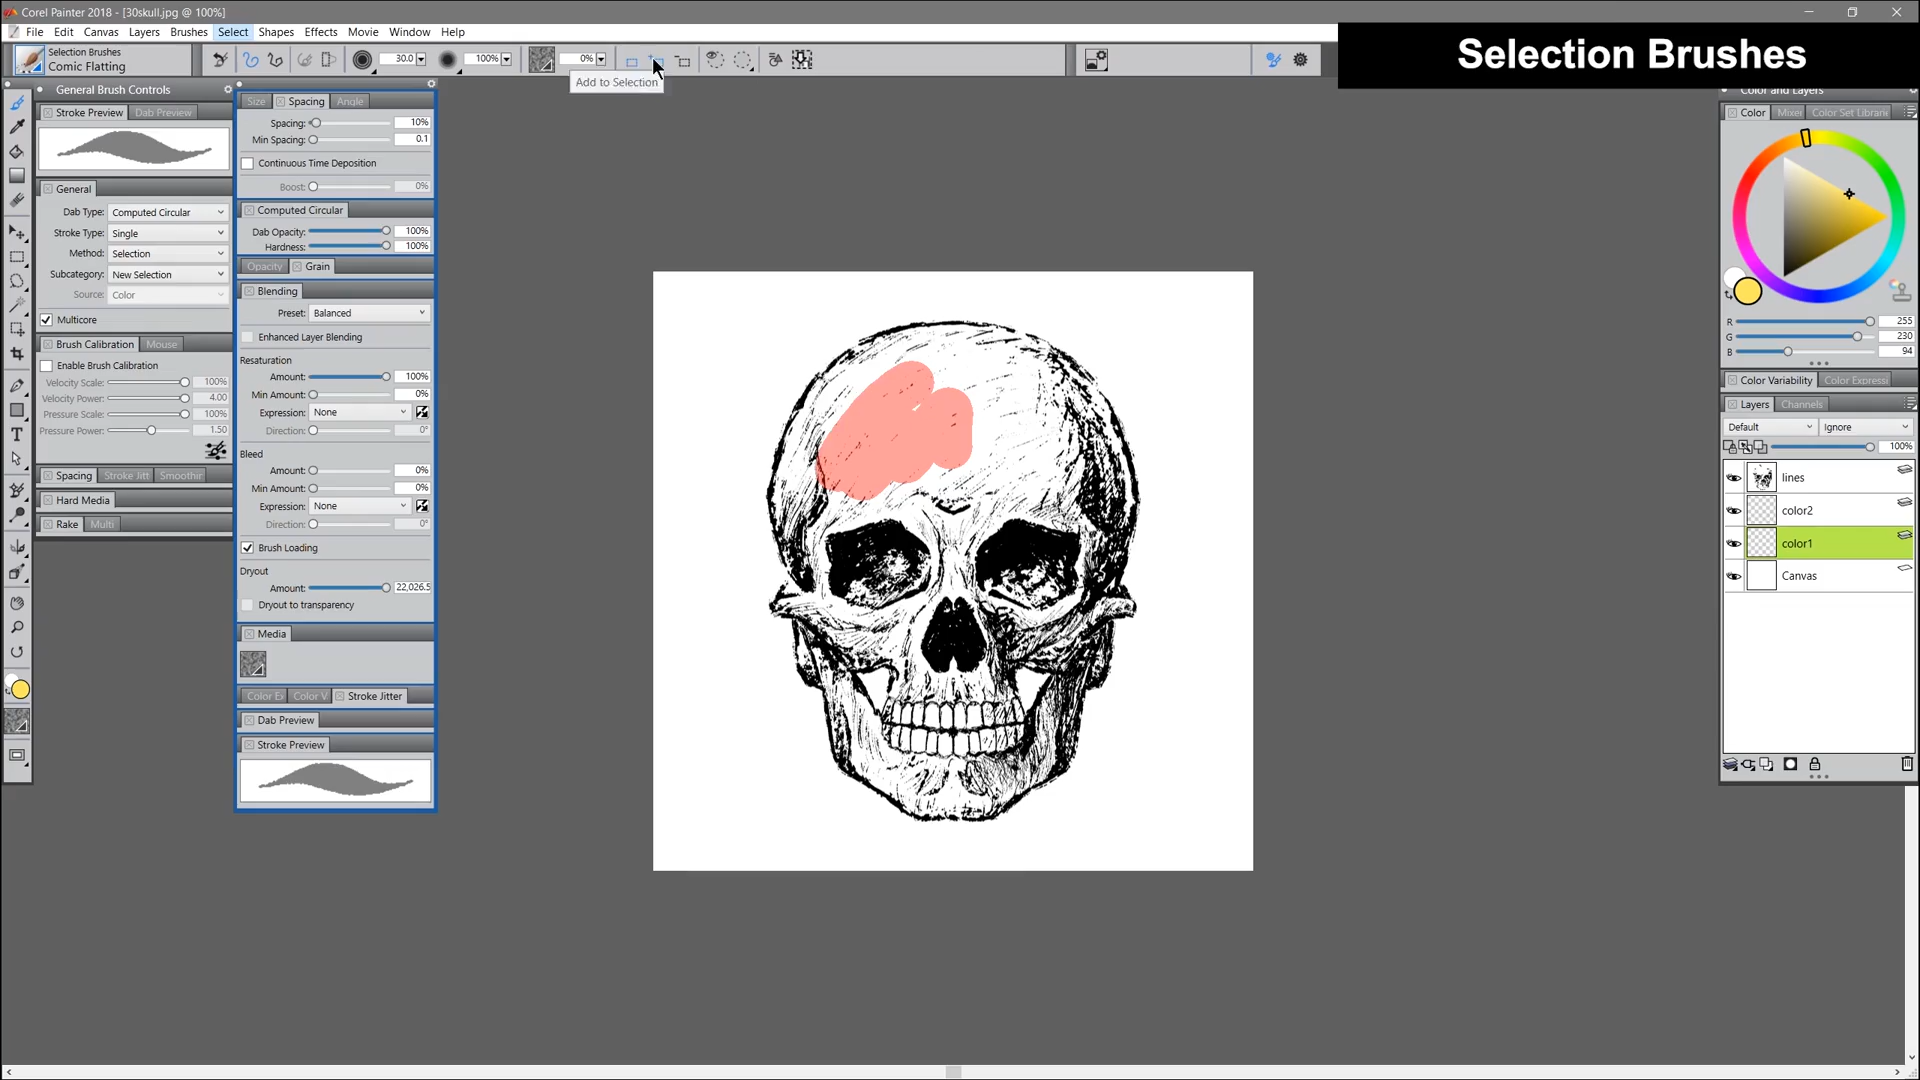 Corel Painter 2018 - [30skull.jpg @ 100%]
File Edit Canvas Layers Brushes Select Shapes Effects Movie Window Help
Selection Brushes
Selection Brushes
Comic Flatting
30.0
100%
0%
Add to Selection
General Brush Controls
Stroke Preview Dab Preview
General
Dab Type: Computed Circular
Stroke Type: Single
Method: Selection
Subcategory: New Selection
Source: Color
Multicore
Brush Calibration Mouse
Enable Brush Calibration
Velocity Scale: 100%
Velocity Power: 4.00
Pressure Scale: 100%
Pressure Power: 1.50
Spacing Stroke Jitt Smoothir
Hard Media
Rake Multi
Size Spacing Angle
Spacing: 10%
Min Spacing: 0.1
Continuous Time Deposition
Boost: 0%
Computed Circular
Dab Opacity: 100%
Hardness: 100%
Opacity Grain
Blending
Preset: Balanced
Enhanced Layer Blending
Resaturation
Amount: 100%
Min Amount: 0%
Expression: None
Direction: 0°
Bleed
Amount: 0%
Min Amount: 0%
Expression: None
Direction: 0°
Brush Loading
Dryout
Amount: 22,026.5
Dryout to transparency
Media
Color E Color V Stroke Jitter
Dab Preview
Stroke Preview
Color and Layers
Color Mixer Color Set Librari
R 255
G 230
B 94
Color Variability Color Expressi
Layers Channels
Default Ignore
100%
lines
color2
color1
Canvas
T